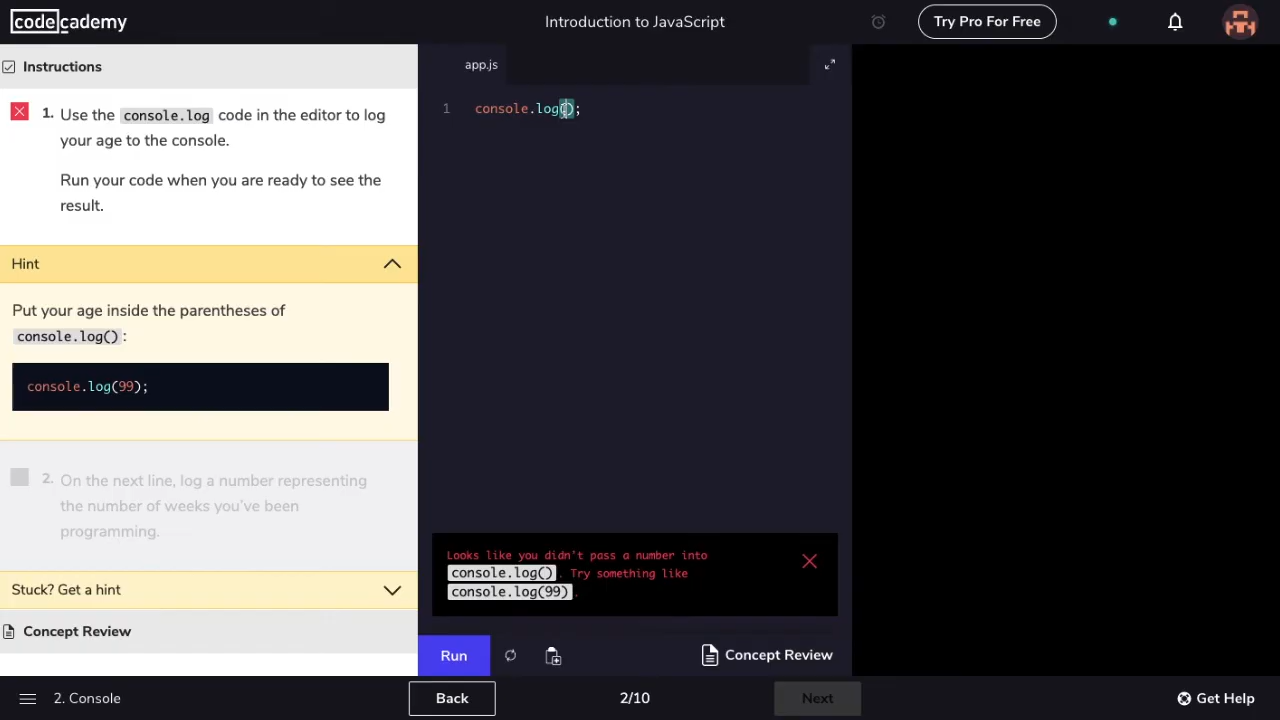 codecademy
Introduction to JavaScript
Try Pro For Free
Instructions
1. Use the console.log code in the editor to log
your age to the console.
Run your code when you are ready to see the
result.
Hint
Put your age inside the parentheses of
console.log():
console.log(99);
2. On the next line, log a number representing
the number of weeks you've been
programming.
Stuck? Get a hint
Concept Review
app.js
1 console.log();
Looks like you didn't pass a number into
console.log(). Try something like
console.log(99).
Run
Concept Review
2. Console
Back
2/10
Next
Get Help